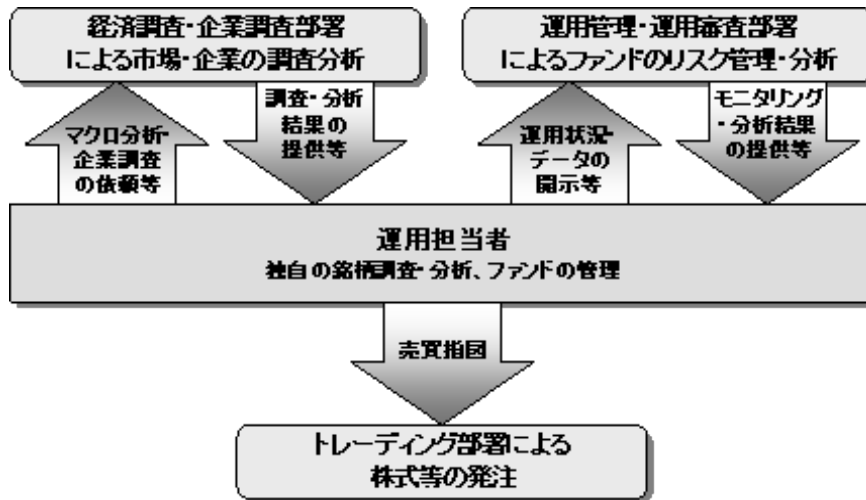 経済調査・企業調査部署
による市場・企業の調査分析
運用管理・運用審査部署
によるファンドのリスク管理・分析
マクロ分析・
企業調査
の依頼等
調査・分析
結果の
提供等
運用状況・
データの
開示等
モニタリング
・分析結果
の提供等
運用担当者
独自の銘柄調査・分析、ファンドの管理
売買指図
トレーディング部署による
株式等の発注